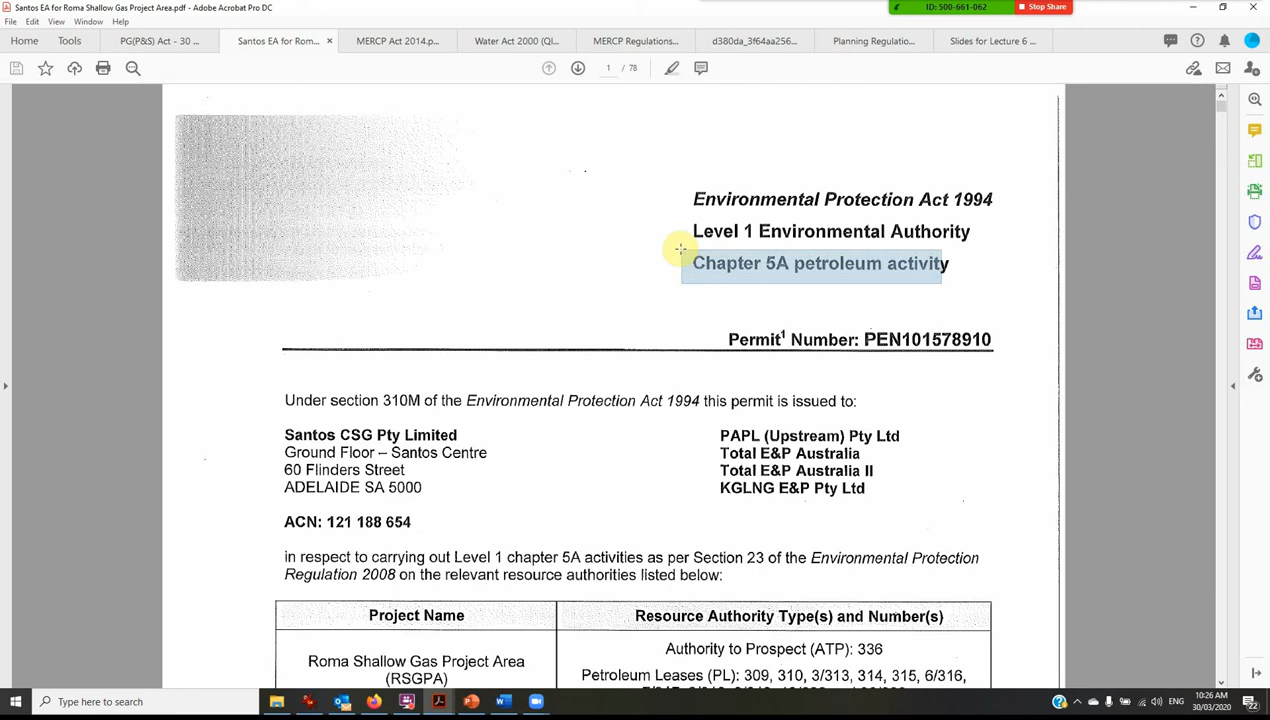 Santos EA for Roma Shallow Gas Project Area.pdf - Adobe Acrobat Pro DC
ID: 500-661-062
Stop Share
File Edit View Window Help
Home Tools PG(P&S) Act - 30 ... Santos EA for Rom... × MERCP Act 2014.p... Water Act 2000 (Ql... MERCP Regulations... d380da_3f64aa256... Planning Regulatio... Slides for Lecture 6 ...
1 / 78
Environmental Protection Act 1994
Level 1 Environmental Authority
Chapter 5A petroleum activity
Permit1 Number: PEN101578910
Under section 310M of the Environmental Protection Act 1994 this permit is issued to:
Santos CSG Pty Limited
Ground Floor – Santos Centre
60 Flinders Street
ADELAIDE SA 5000
PAPL (Upstream) Pty Ltd
Total E&P Australia
Total E&P Australia II
KGLNG E&P Pty Ltd
ACN: 121 188 654
in respect to carrying out Level 1 chapter 5A activities as per Section 23 of the Environmental Protection
Regulation 2008 on the relevant resource authorities listed below:
Project Name
Resource Authority Type(s) and Number(s)
Roma Shallow Gas Project Area
(RSGPA)
Authority to Prospect (ATP): 336
Petroleum Leases (PL): 309, 310, 3/313, 314, 315, 6/316,
Type here to search
10:26 AM
30/03/2020
22